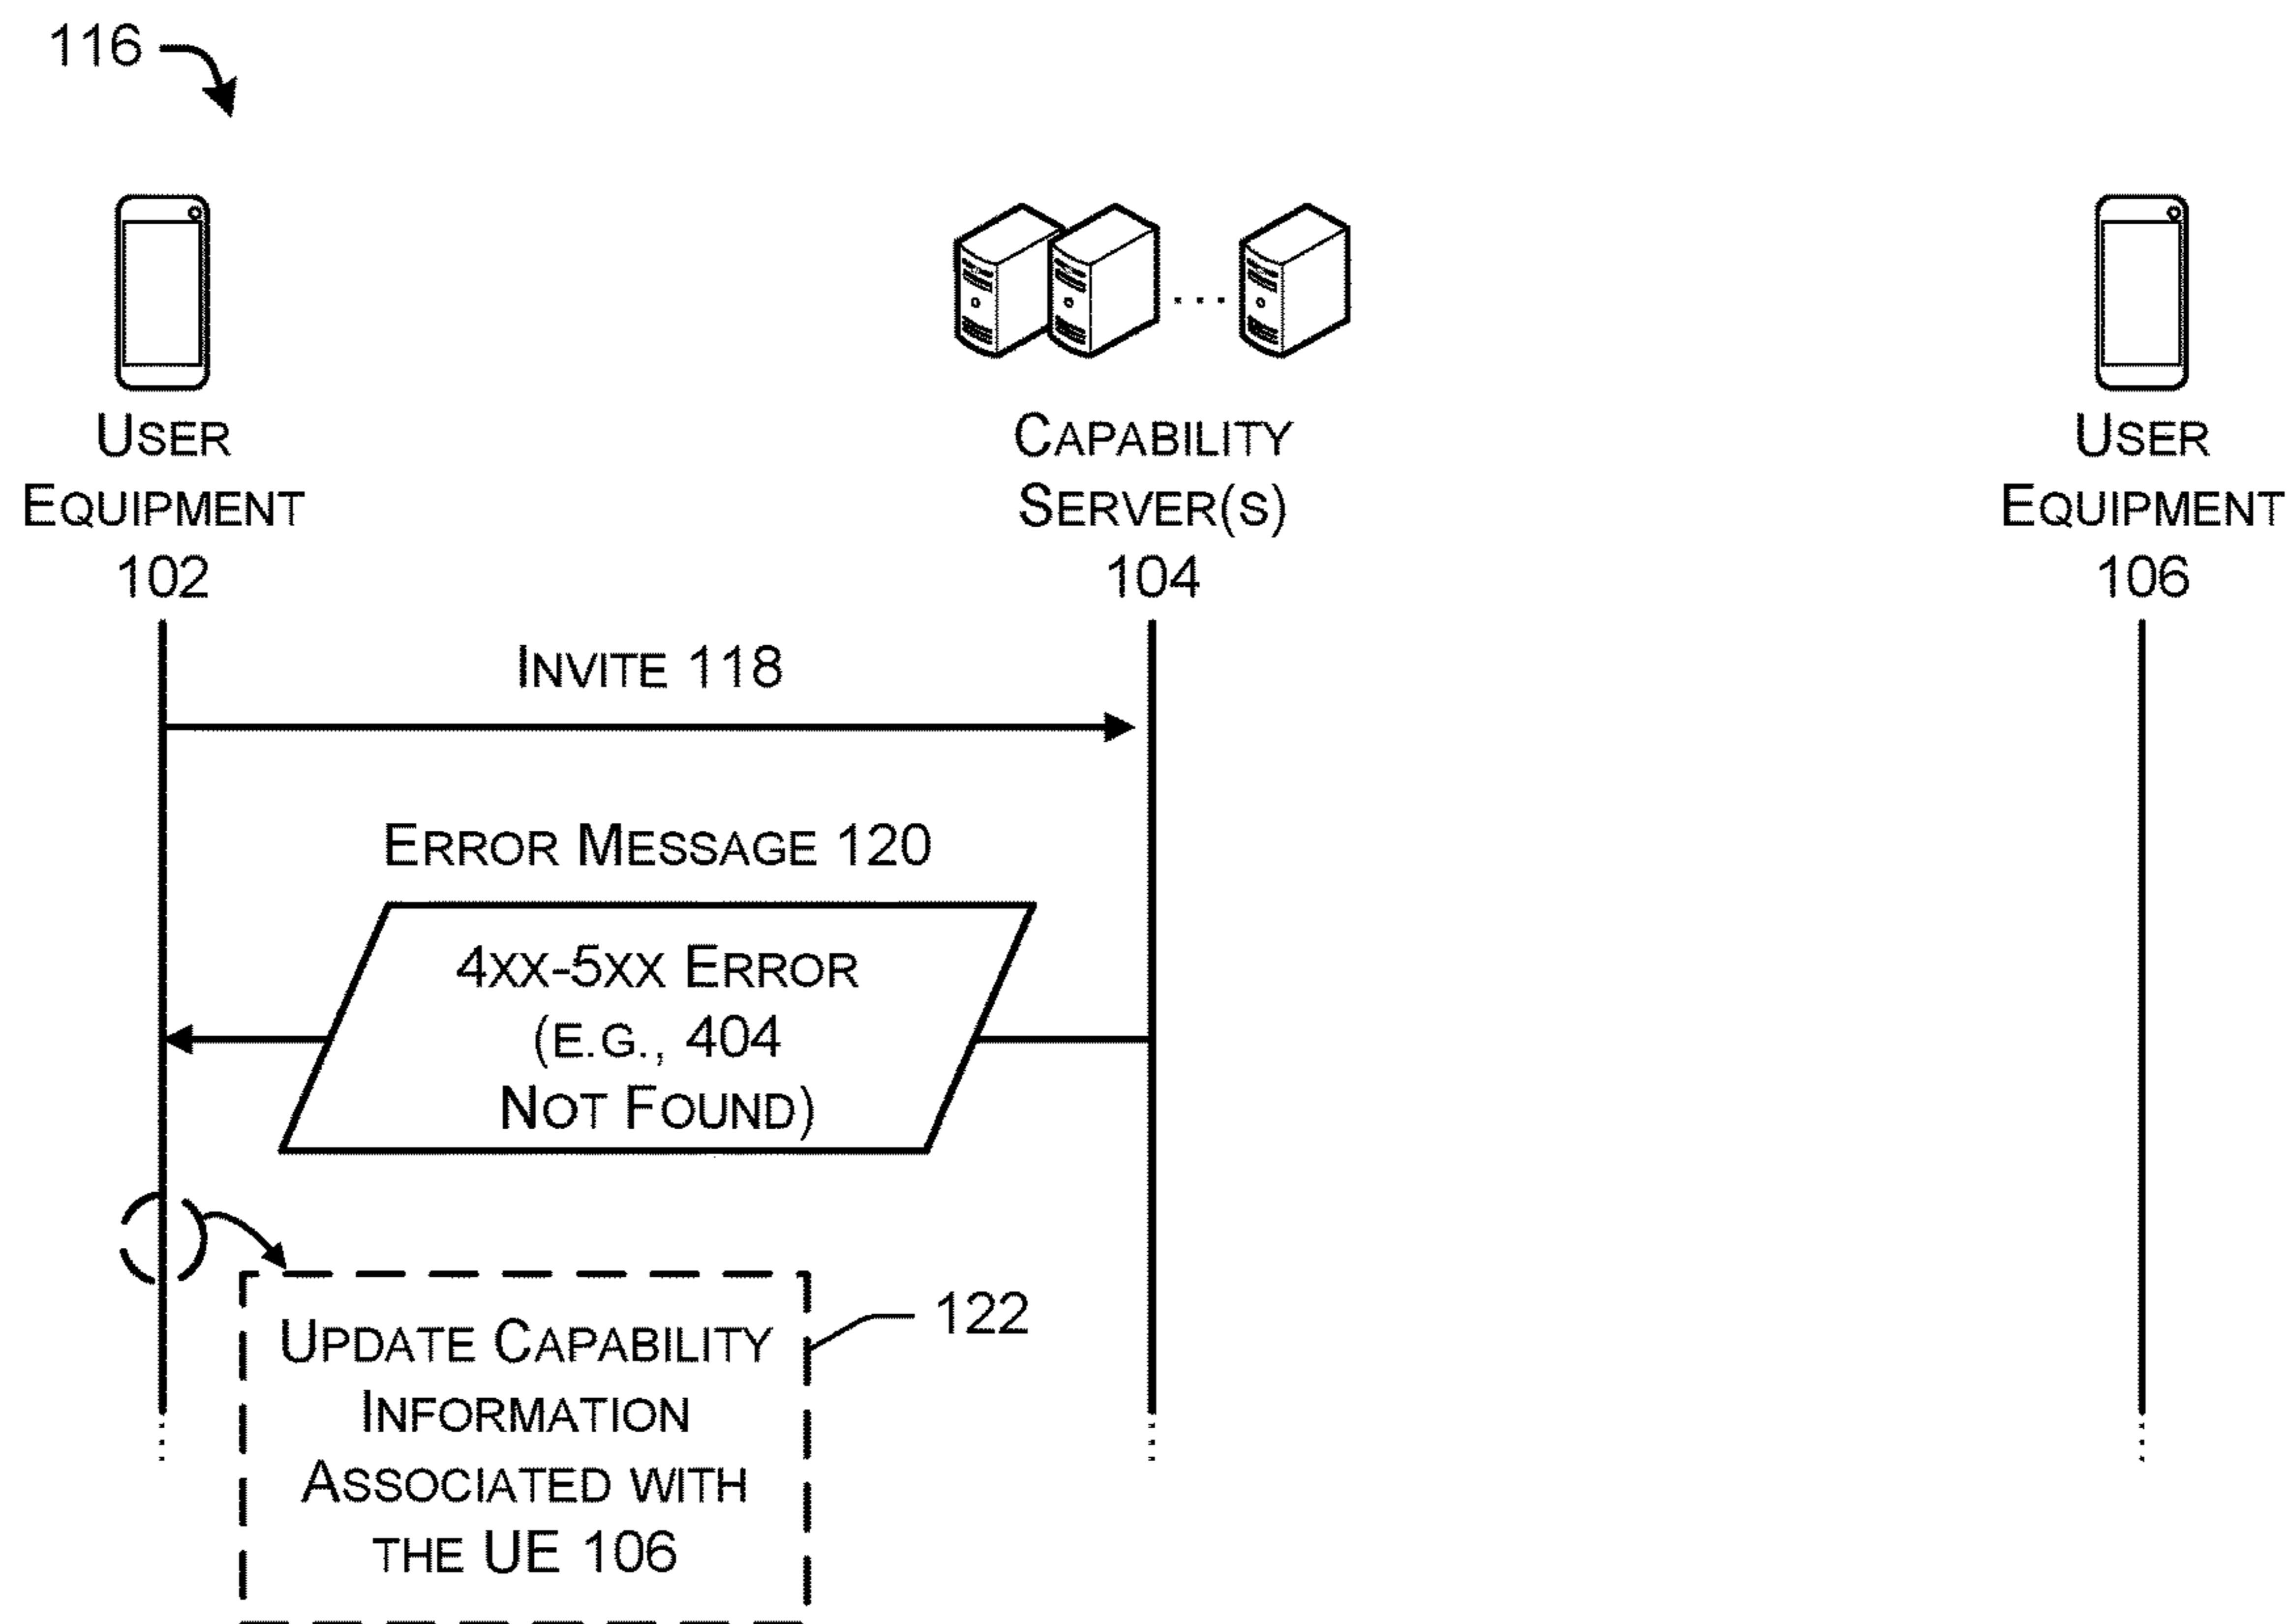 116
USER
EQUIPMENT
102
CAPABILITY
SERVER(S)
104
USER
EQUIPMENT
106
INVITE 118
ERROR MESSAGE 120
4XX-5XX ERROR
(E.G., 404
NOT FOUND)
122
UPDATE CAPABILITY
INFORMATION
ASSOCIATED WITH
THE UE 106